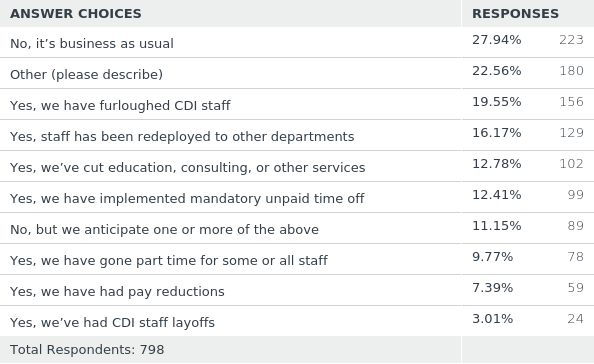 ANSWER CHOICES RESPONSES
No, it’s business as usual 27.94% 223
Other (please describe) 22.56% 180
Yes, we have furloughed CDI staff 19.55% 156
Yes, staff has been redeployed to other departments 16.17% 129
Yes, we’ve cut education, consulting, or other services 12.78% 102
Yes, we have implemented mandatory unpaid time off 12.41% 99
No, but we anticipate one or more of the above 11.15% 89
Yes, we have gone part time for some or all staff 9.77% 78
Yes, we have had pay reductions 7.39% 59
Yes, we’ve had CDI staff layoffs 3.01% 24
Total Respondents: 798